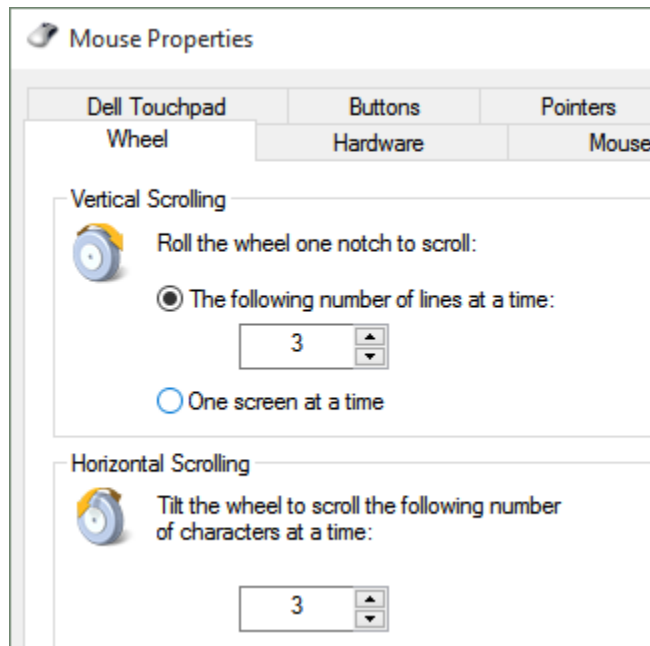 Mouse Properties
Dell Touchpad Buttons Pointers
Wheel Hardware Mouse
Vertical Scrolling
Roll the wheel one notch to scroll:
The following number of lines at a time:
3
One screen at a time
Horizontal Scrolling
Tilt the wheel to scroll the following number
of characters at a time:
3